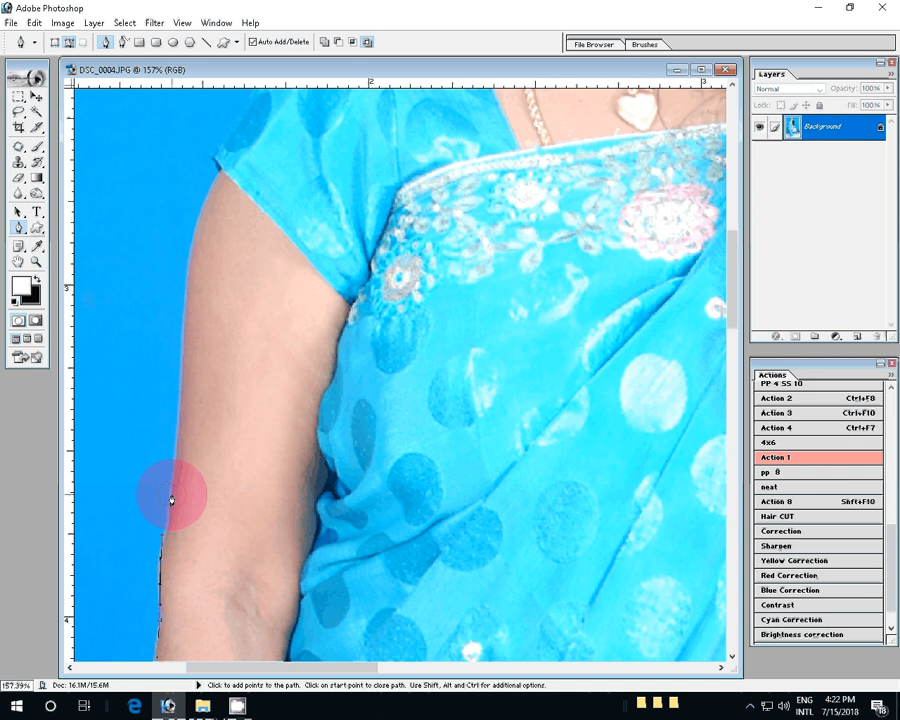 Adobe Photoshop
File Edit Image Layer Select Filter View Window Help
Auto Add/Delete
File Browser Brushes
DSC_0004.JPG @ 157% (RGB)
2
3
3
4
Layers
Normal Opacity: 100%
Lock: Fill: 100%
Background
Actions
PP 4 SS 10
Action 2 Ctrl+F8
Action 3 Ctrl+F10
Action 4 Ctrl+F7
4x6
Action 1
pp 8
neat
Action 8 Shft+F10
Hair CUT
Correction
Sharpen
Yellow Correction
Red Correction
Blue Correction
Contrast
Cyan Correction
Brightness correction
157.39% Doc: 16.1M/15.6M Click to add points to the path. Click on start point to close path. Use Shift, Alt and Ctrl for additional options.
ENG 4:22 PM
INTL 7/15/2018
18